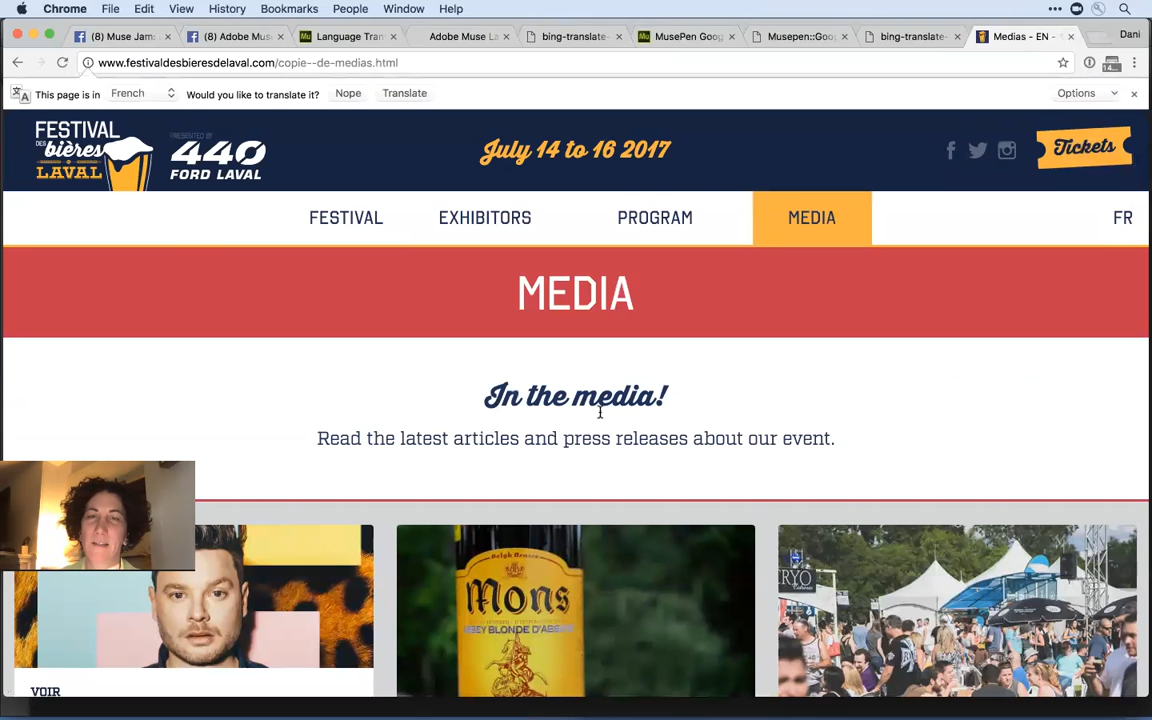 Chrome File Edit View History Bookmarks People Window Help
(8) Muse Jams (8) Adobe Mus Language Tran Adobe Muse La bing-translate- MusePen Goog Musepen::Goo bing-translate- Medias - EN - Dani
www.festivaldesbieresdelaval.com/copie--de-medias.html
This page is in French Would you like to translate it? Nope Translate Options
FESTIVAL
DES bières
LAVAL
PRESENTED BY
440
FORD LAVAL
July 14 to 16 2017
Tickets
FESTIVAL EXHIBITORS PROGRAM MEDIA FR
MEDIA
In the media!
Read the latest articles and press releases about our event.
Mons
ABBEY BLONDE D'ABBAYE
VOIR